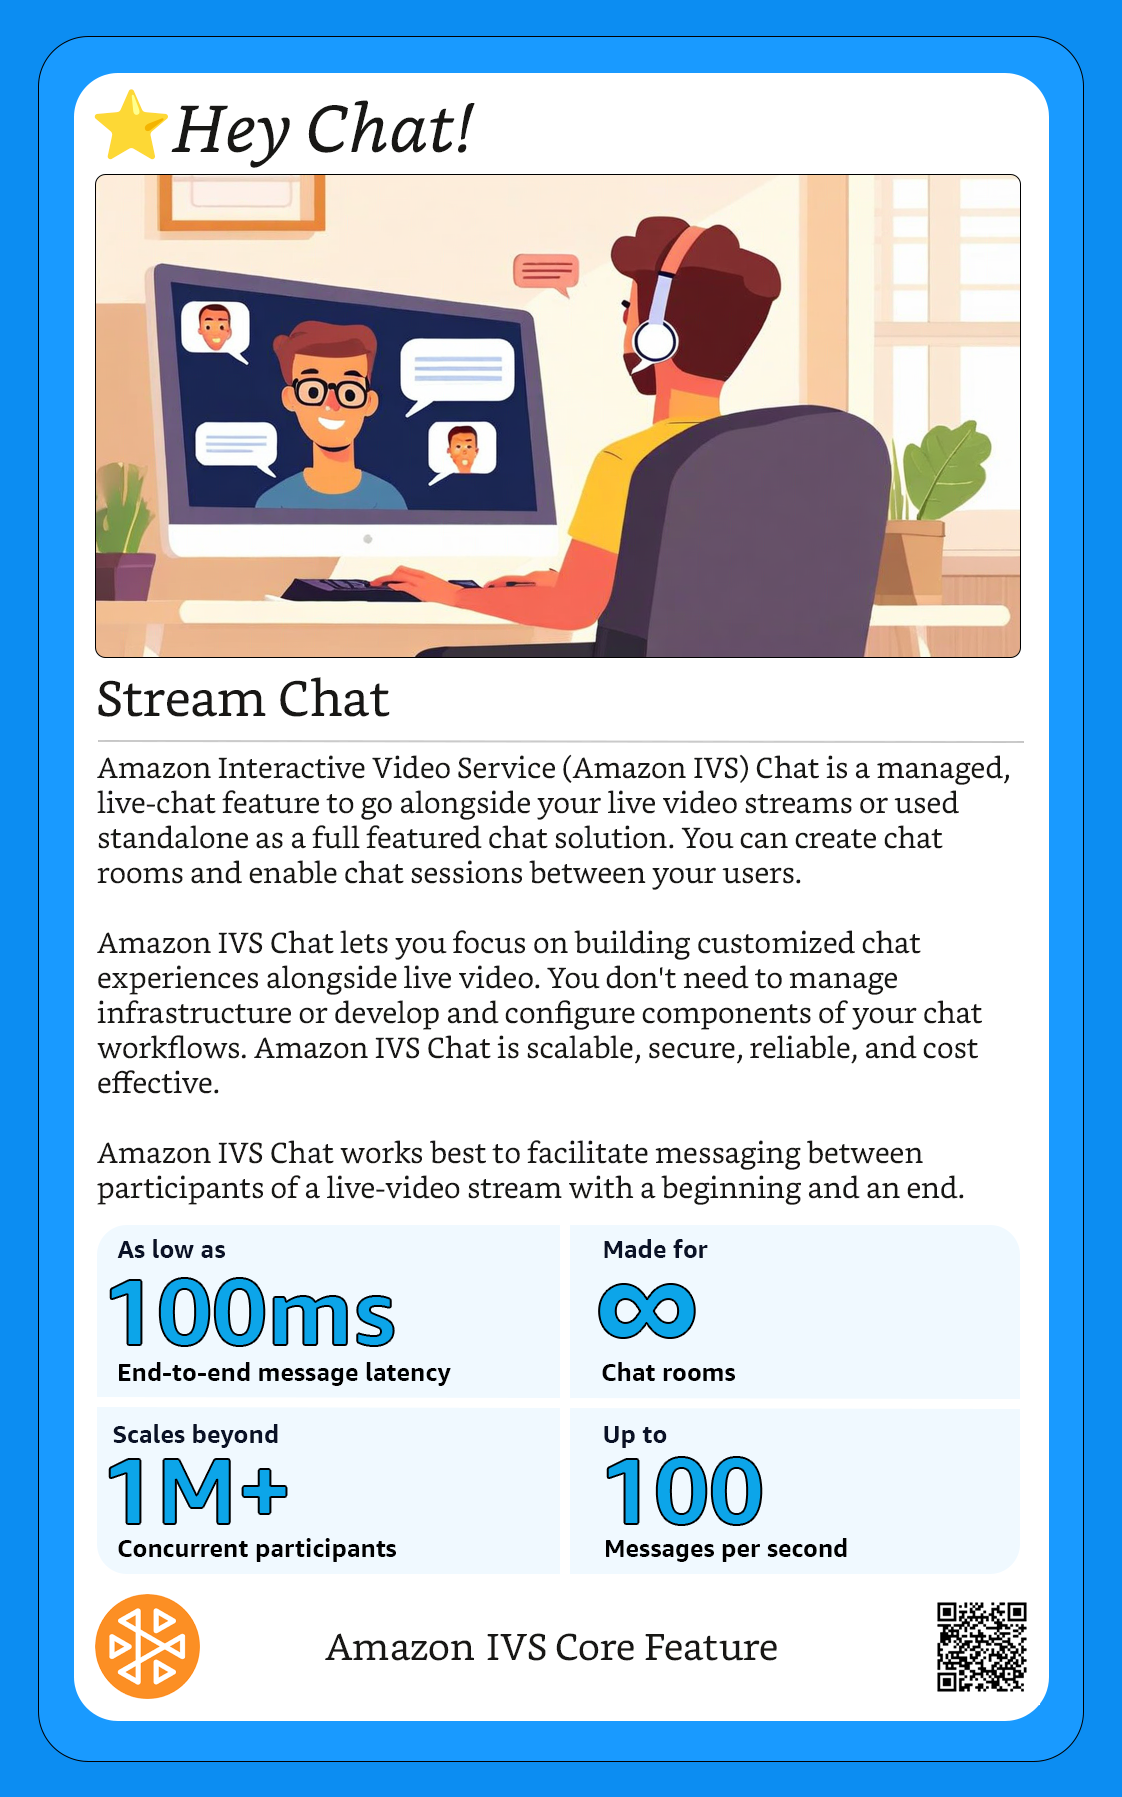 Hey Chat!
Stream Chat
Amazon Interactive Video Service (Amazon IVS) Chat is a managed,
live-chat feature to go alongside your live video streams or used
standalone as a full featured chat solution. You can create chat
rooms and enable chat sessions between your users.
Amazon IVS Chat lets you focus on building customized chat
experiences alongside live video. You don't need to manage
infrastructure or develop and configure components of your chat
workflows. Amazon IVS Chat is scalable, secure, reliable, and cost
effective.
Amazon IVS Chat works best to facilitate messaging between
participants of a live-video stream with a beginning and an end.
As low as
100ms
End-to-end message latency
Made for
∞
Chat rooms
Scales beyond
1M+
Concurrent participants
Up to
100
Messages per second
Amazon IVS Core Feature